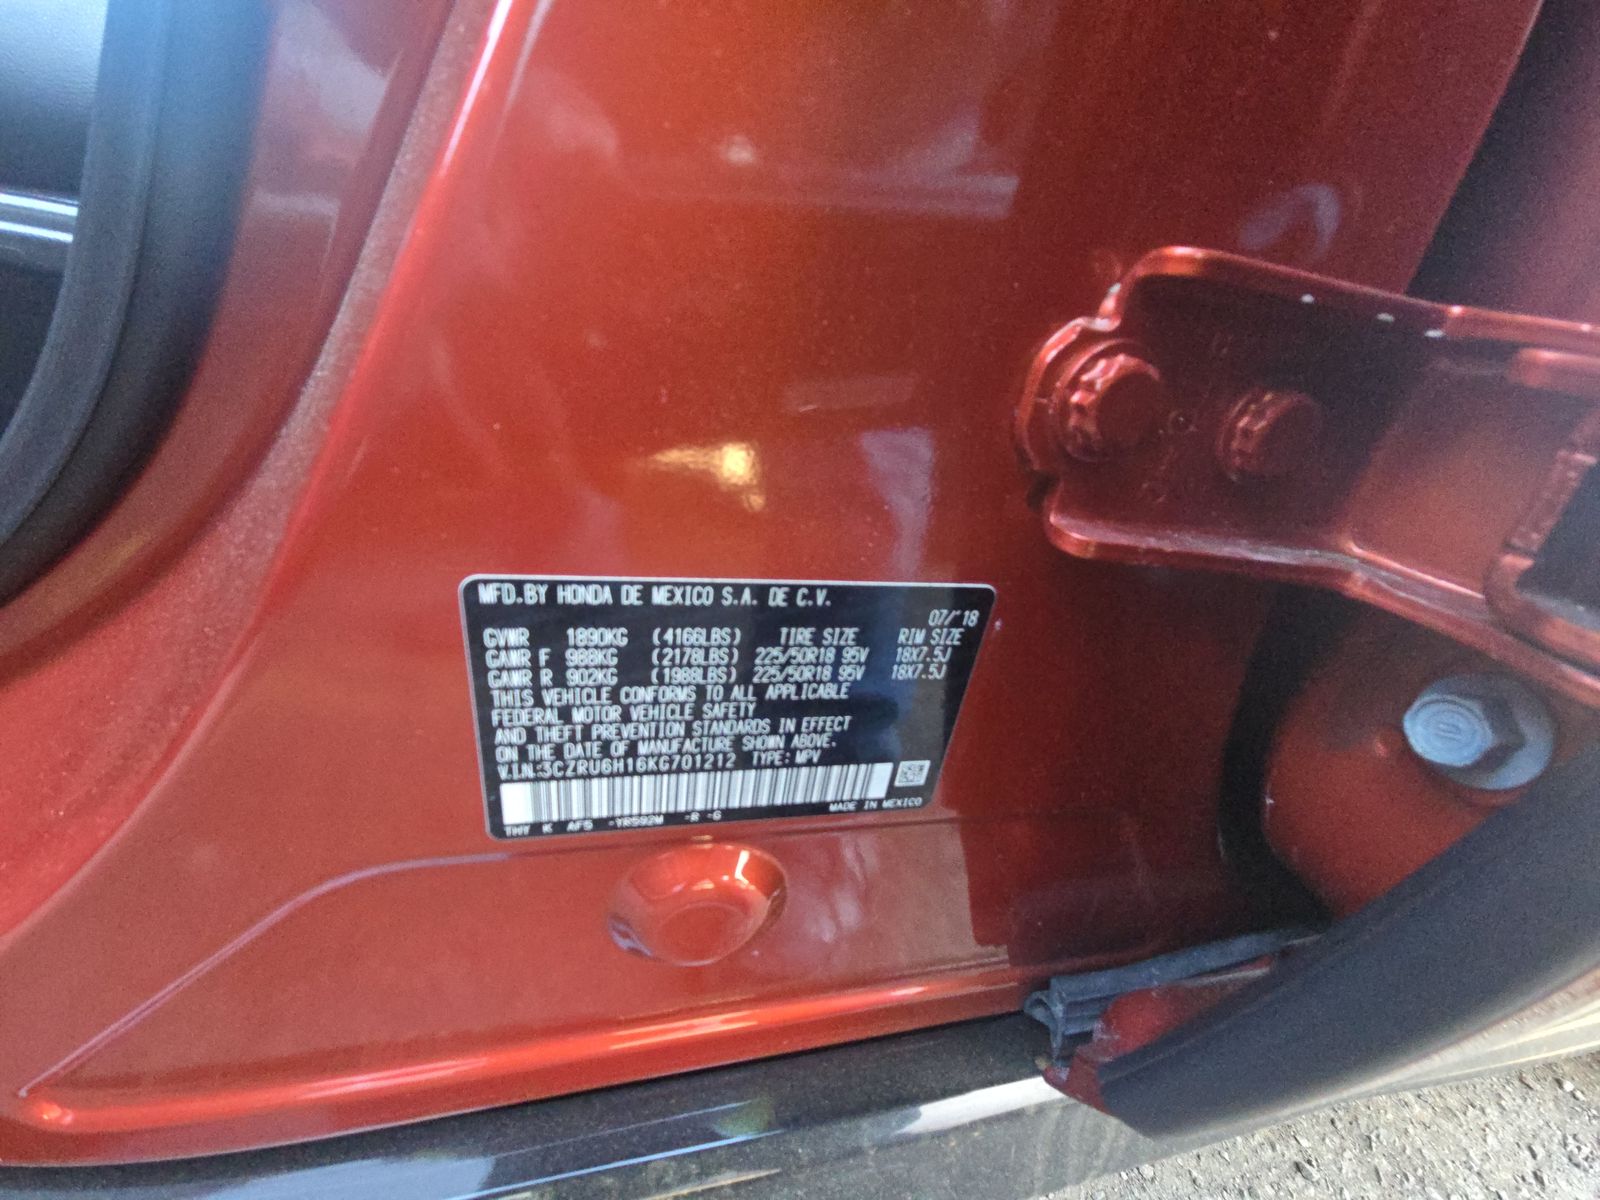 MFD.BY HONDA DE MEXICO S.A. DE C.V.
07/'18
GVWR 1890KG (4166LBS) TIRE SIZE RIM SIZE
GAWR F 988KG (2178LBS) 225/50R18 95V 18X7.5J
GAWR R 902KG (1988LBS) 225/50R18 95V 18X7.5J
THIS VEHICLE CONFORMS TO ALL APPLICABLE
FEDERAL MOTOR VEHICLE SAFETY
AND THEFT PREVENTION STANDARDS IN EFFECT
ON THE DATE OF MANUFACTURE SHOWN ABOVE.
V.I.N:3CZRU6H16KG701212 TYPE:MPV
MADE IN MEXICO
K AF5 -YR592M -R -G